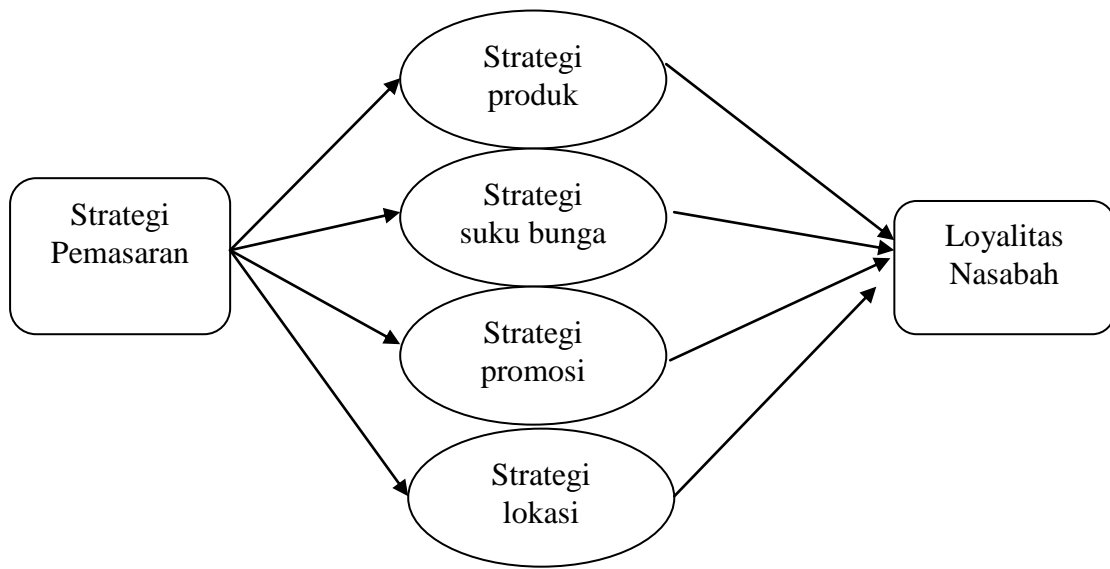 Strategi
produk
Strategi
Pemasaran
Strategi
suku bunga
Loyalitas
Nasabah
Strategi
promosi
Strategi
lokasi